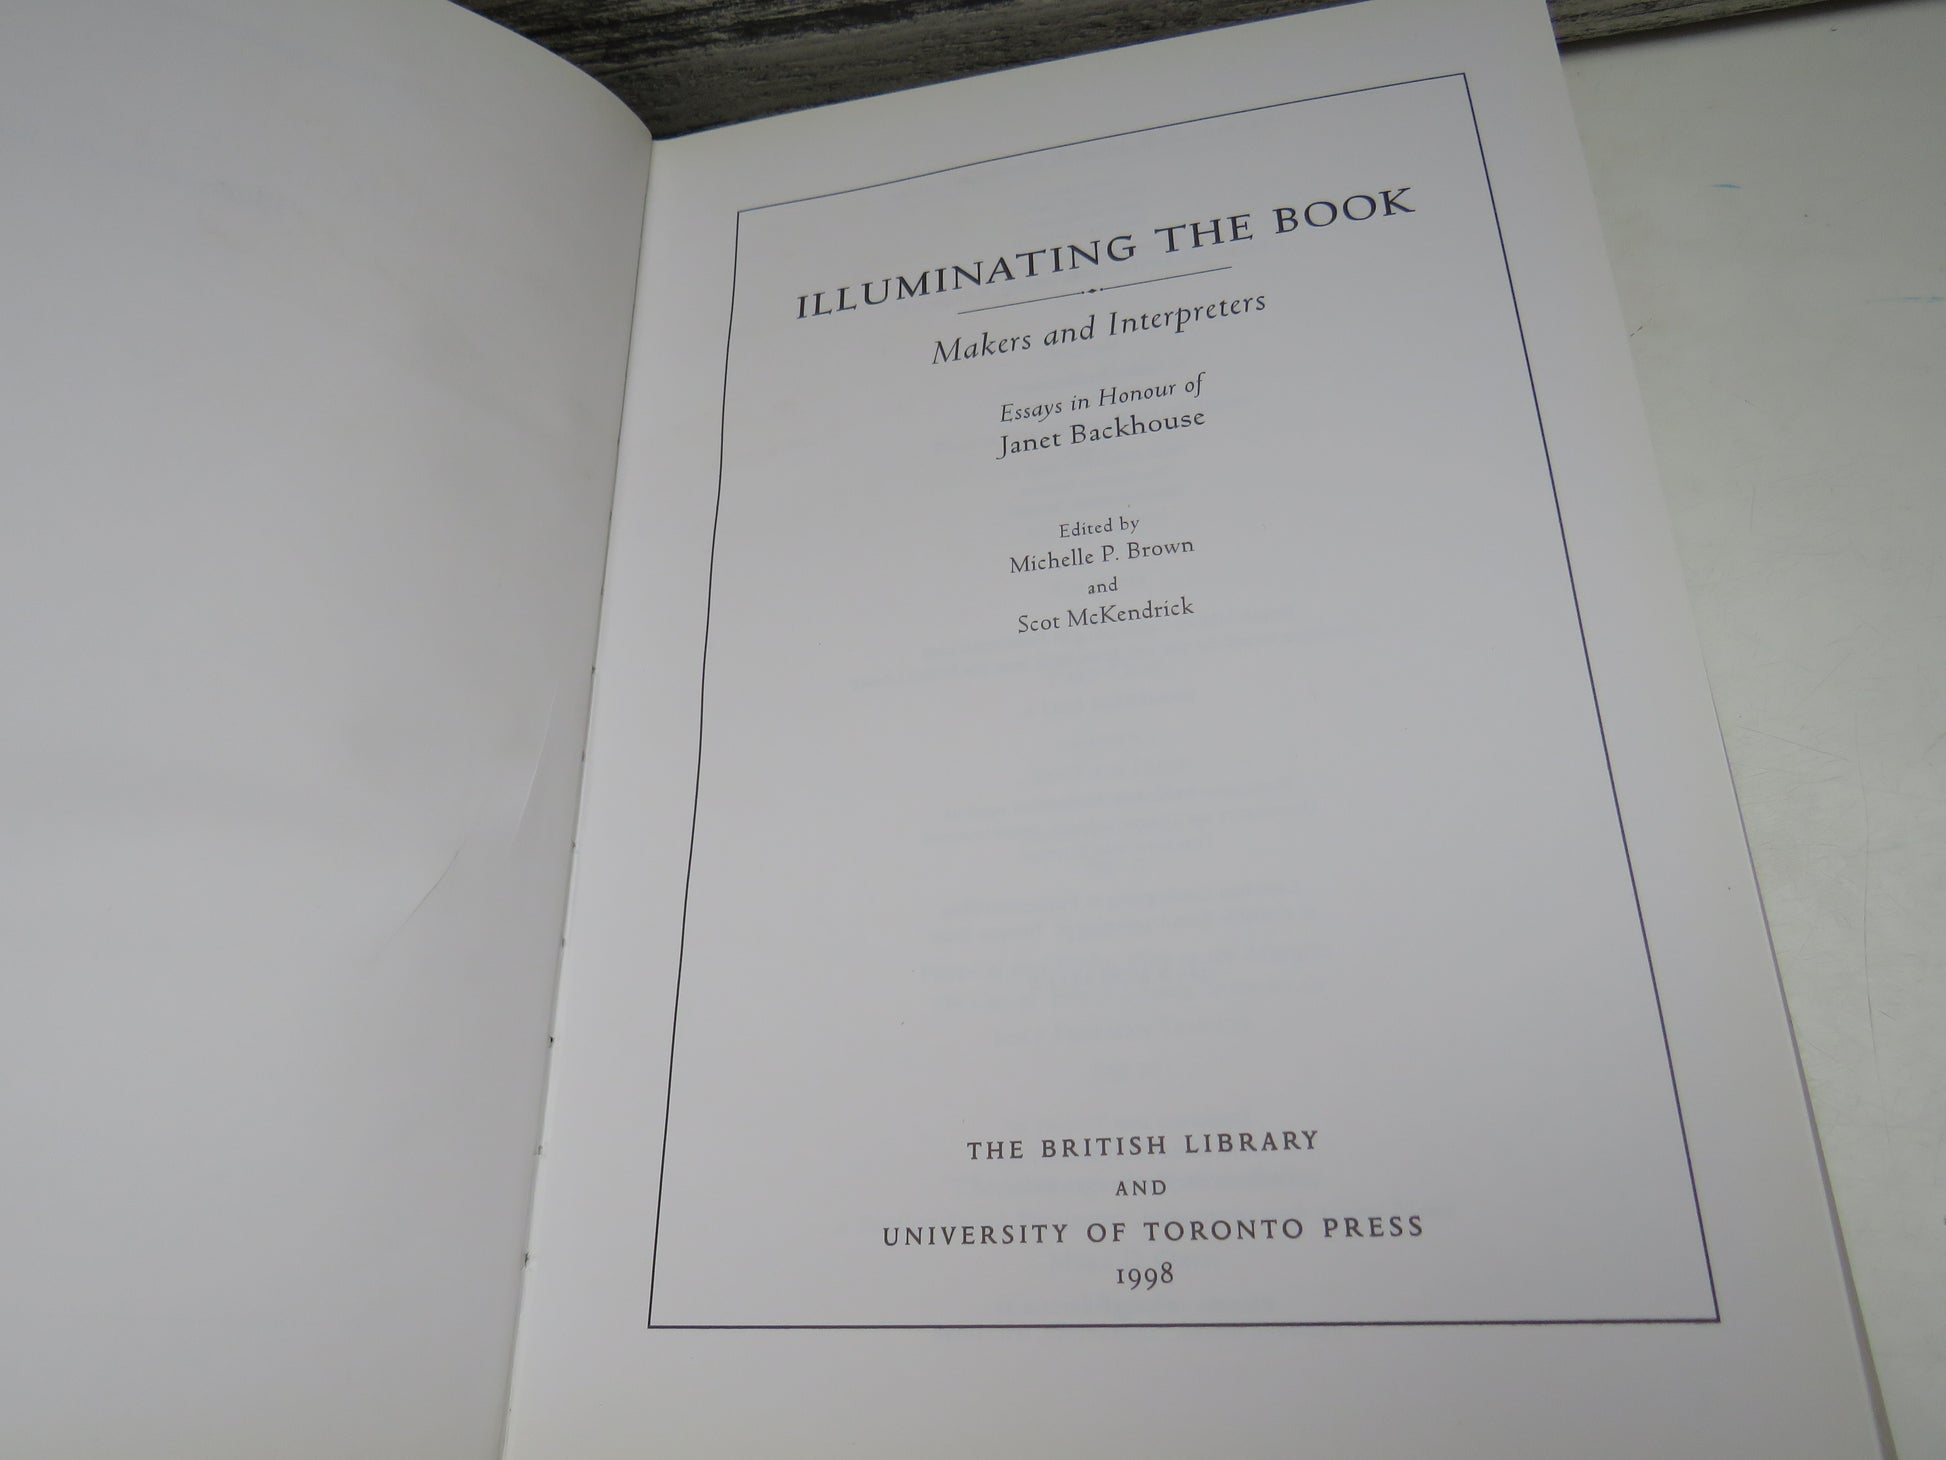 ILLUMINATING THE BOOK
Makers and Interpreters
Essays in Honour of
Janet Backhouse
Edited by
Michelle P. Brown
and
Scot McKendrick
THE BRITISH LIBRARY
AND
UNIVERSITY OF TORONTO PRESS
1998